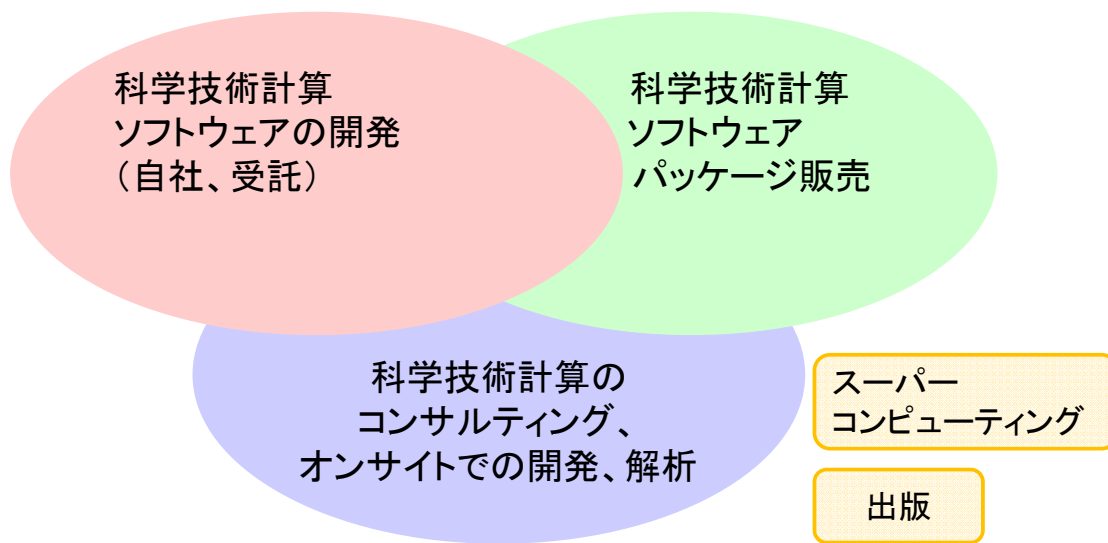 科学技術計算
ソフトウェアの開発
（自社、受託）
科学技術計算
ソフトウェア
パッケージ販売
科学技術計算の
コンサルティング、
オンサイトでの開発、解析
スーパー
コンピューティング
出版